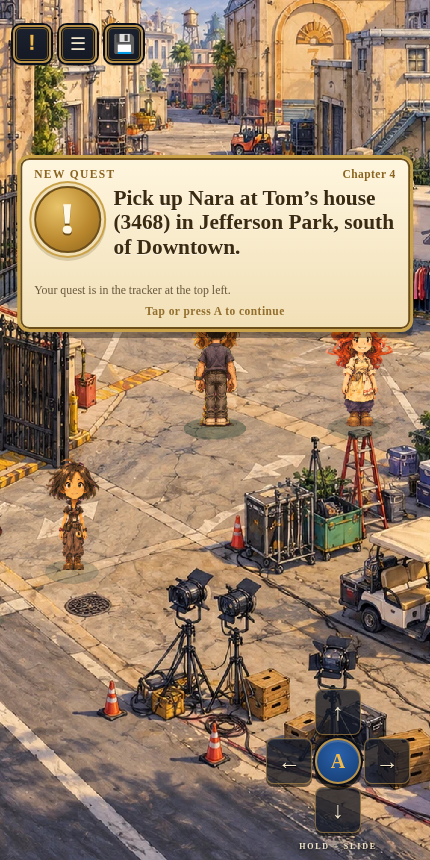 !
☰
💾
NEW QUEST
Chapter 4
!
Pick up Nara at Tom’s house
(3468) in Jefferson Park, south
of Downtown.
Your quest is in the tracker at the top left.
Tap or press A to continue
↑
← A →
↓
HOLD · SLIDE